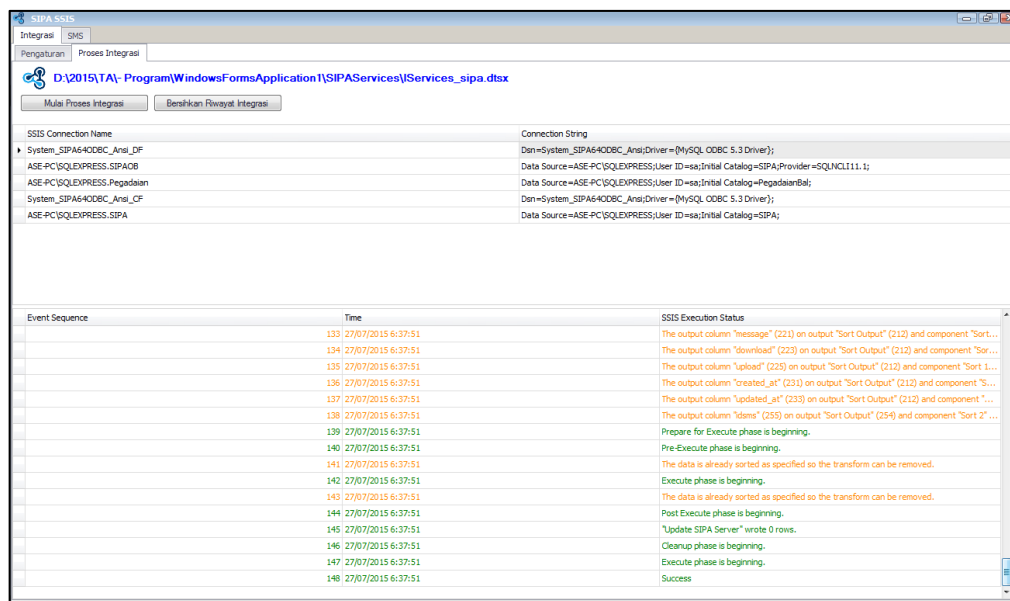 SIPA SSIS
Integrasi SMS
Pengaturan Proses Integrasi
D:\2015\TA\- Program\WindowsFormsApplication1\SIPAServices\IServices_sipa.dtsx
Mulai Proses Integrasi Bersihkan Riwayat Integrasi
SSIS Connection Name Connection String
System_SIPA64ODBC_Ansi_DF Dsn=System_SIPA64ODBC_Ansi;Driver={MySQL ODBC 5.3 Driver};
ASE-PC\SQLEXPRESS.SIPAOB Data Source=ASE-PC\SQLEXPRESS;User ID=sa;Initial Catalog=SIPA;Provider=SQLNCLI11.1;
ASE-PC\SQLEXPRESS.Pegadaian Data Source=ASE-PC\SQLEXPRESS;User ID=sa;Initial Catalog=PegadaianBal;
System_SIPA64ODBC_Ansi_CF Dsn=System_SIPA64ODBC_Ansi;Driver={MySQL ODBC 5.3 Driver};
ASE-PC\SQLEXPRESS.SIPA Data Source=ASE-PC\SQLEXPRESS;User ID=sa;Initial Catalog=SIPA;
Event Sequence Time SSIS Execution Status
133 27/07/2015 6:37:51 The output column "message" (221) on output "Sort Output" (212) and component "Sort...
134 27/07/2015 6:37:51 The output column "download" (223) on output "Sort Output" (212) and component "Sor...
135 27/07/2015 6:37:51 The output column "upload" (225) on output "Sort Output" (212) and component "Sort 1...
136 27/07/2015 6:37:51 The output column "created_at" (231) on output "Sort Output" (212) and component "S...
137 27/07/2015 6:37:51 The output column "updated_at" (233) on output "Sort Output" (212) and component "...
138 27/07/2015 6:37:51 The output column "idsms" (255) on output "Sort Output" (254) and component "Sort 2" ...
139 27/07/2015 6:37:51 Prepare for Execute phase is beginning.
140 27/07/2015 6:37:51 Pre-Execute phase is beginning.
141 27/07/2015 6:37:51 The data is already sorted as specified so the transform can be removed.
142 27/07/2015 6:37:51 Execute phase is beginning.
143 27/07/2015 6:37:51 The data is already sorted as specified so the transform can be removed.
144 27/07/2015 6:37:51 Post Execute phase is beginning.
145 27/07/2015 6:37:51 "Update SIPA Server" wrote 0 rows.
146 27/07/2015 6:37:51 Cleanup phase is beginning.
147 27/07/2015 6:37:51 Execute phase is beginning.
148 27/07/2015 6:37:51 Success